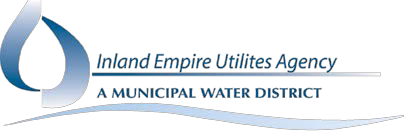 Inland Empire Utilites Agency
A MUNICIPAL WATER DISTRICT